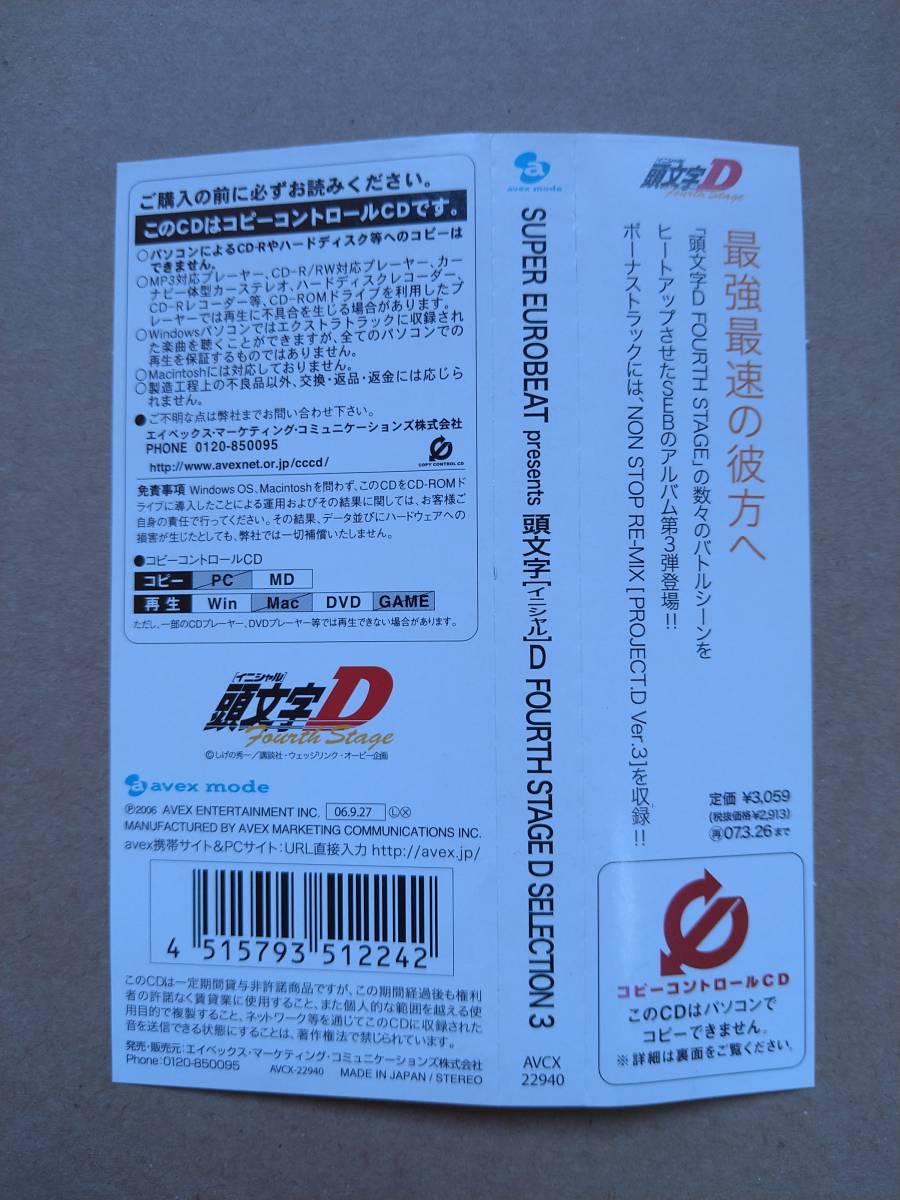 ご購入の前に必ずお読みください。
このCDはコピーコントロールCDです。
○パソコンによるCD-Rやハードディスク等へのコピーは
できません。
○MP3対応プレーヤー、CD-R/RW対応プレーヤー、カー
ナビ一体型カーステレオ、ハードディスクレコーダー、
CD-Rレコーダー等、CD-ROMドライブを利用したプ
レーヤーでは再生に不具合を生じる場合があります。
○Windowsパソコンではエクストラトラックに収録され
た楽曲を聴くことができますが、全てのパソコンでの
再生を保証するものではありません。
○Macintoshには対応しておりません。
○製造工程上の不良品以外、交換・返品・返金には応じら
れません。
●ご不明な点は弊社までお問い合わせ下さい。
エイベックス・マーケティング・コミュニケーションズ株式会社
PHONE 0120-850095
http://www.avexnet.or.jp/cccd/
COPY CONTROL CD
免責事項 Windows OS、Macintoshを問わず、このCDをCD-ROMド
ライブに導入したことによる運用およびその結果に関しては、お客様ご
自身の責任で行ってください。その結果、データ並びにハードウェアへの
損害が生じたとしても、弊社では一切補償いたしません。
●コピーコントロールCD
コピー PC MD
再生 Win Mac DVD GAME
ただし、一部のCDプレーヤー、DVDプレーヤー等では再生できない場合があります。
[イニシャル]
頭文字D
Fourth Stage
©しげの秀一/講談社・ウェッジリンク・オービー企画
avex mode
℗2006 AVEX ENTERTAINMENT INC. 06.9.27 ⓁⓍ
MANUFACTURED BY AVEX MARKETING COMMUNICATIONS INC.
avex携帯サイト&PCサイト:URL直接入力 http://avex.jp/
4 515793 512242
このCDは一定期間貸与非許諾商品ですが、この期間経過後も権利
者の許諾なく賃貸業に使用すること、また個人的な範囲を越える使
用目的で複製すること、ネットワーク等を通じてこのCDに収録された
音を送信できる状態にすることは、著作権法で禁じられています。
発売・販売元:エイベックス・マーケティング・コミュニケーションズ株式会社
Phone:0120-850095 AVCX-22940 MADE IN JAPAN / STEREO
avex mode
SUPER EUROBEAT presents 頭文字[イニシャル]D FOURTH STAGE D SELECTION 3
AVCX
22940
イニシャル
頭文字D
Fourth Stage
最強最速の彼方へ
「頭文字D FOURTH STAGE」の数々のバトルシーンを
ヒートアップさせたSEBのアルバム第3弾登場!!
ボーナストラックには、NON STOP RE-MIX [PROJECT.D Ver.3]を収録!!
定価 ¥3,059
(税抜価格¥2,913)
再07.3.26まで
コピーコントロールCD
このCDはパソコンで
コピーできません。
※詳細は裏面をご覧ください。